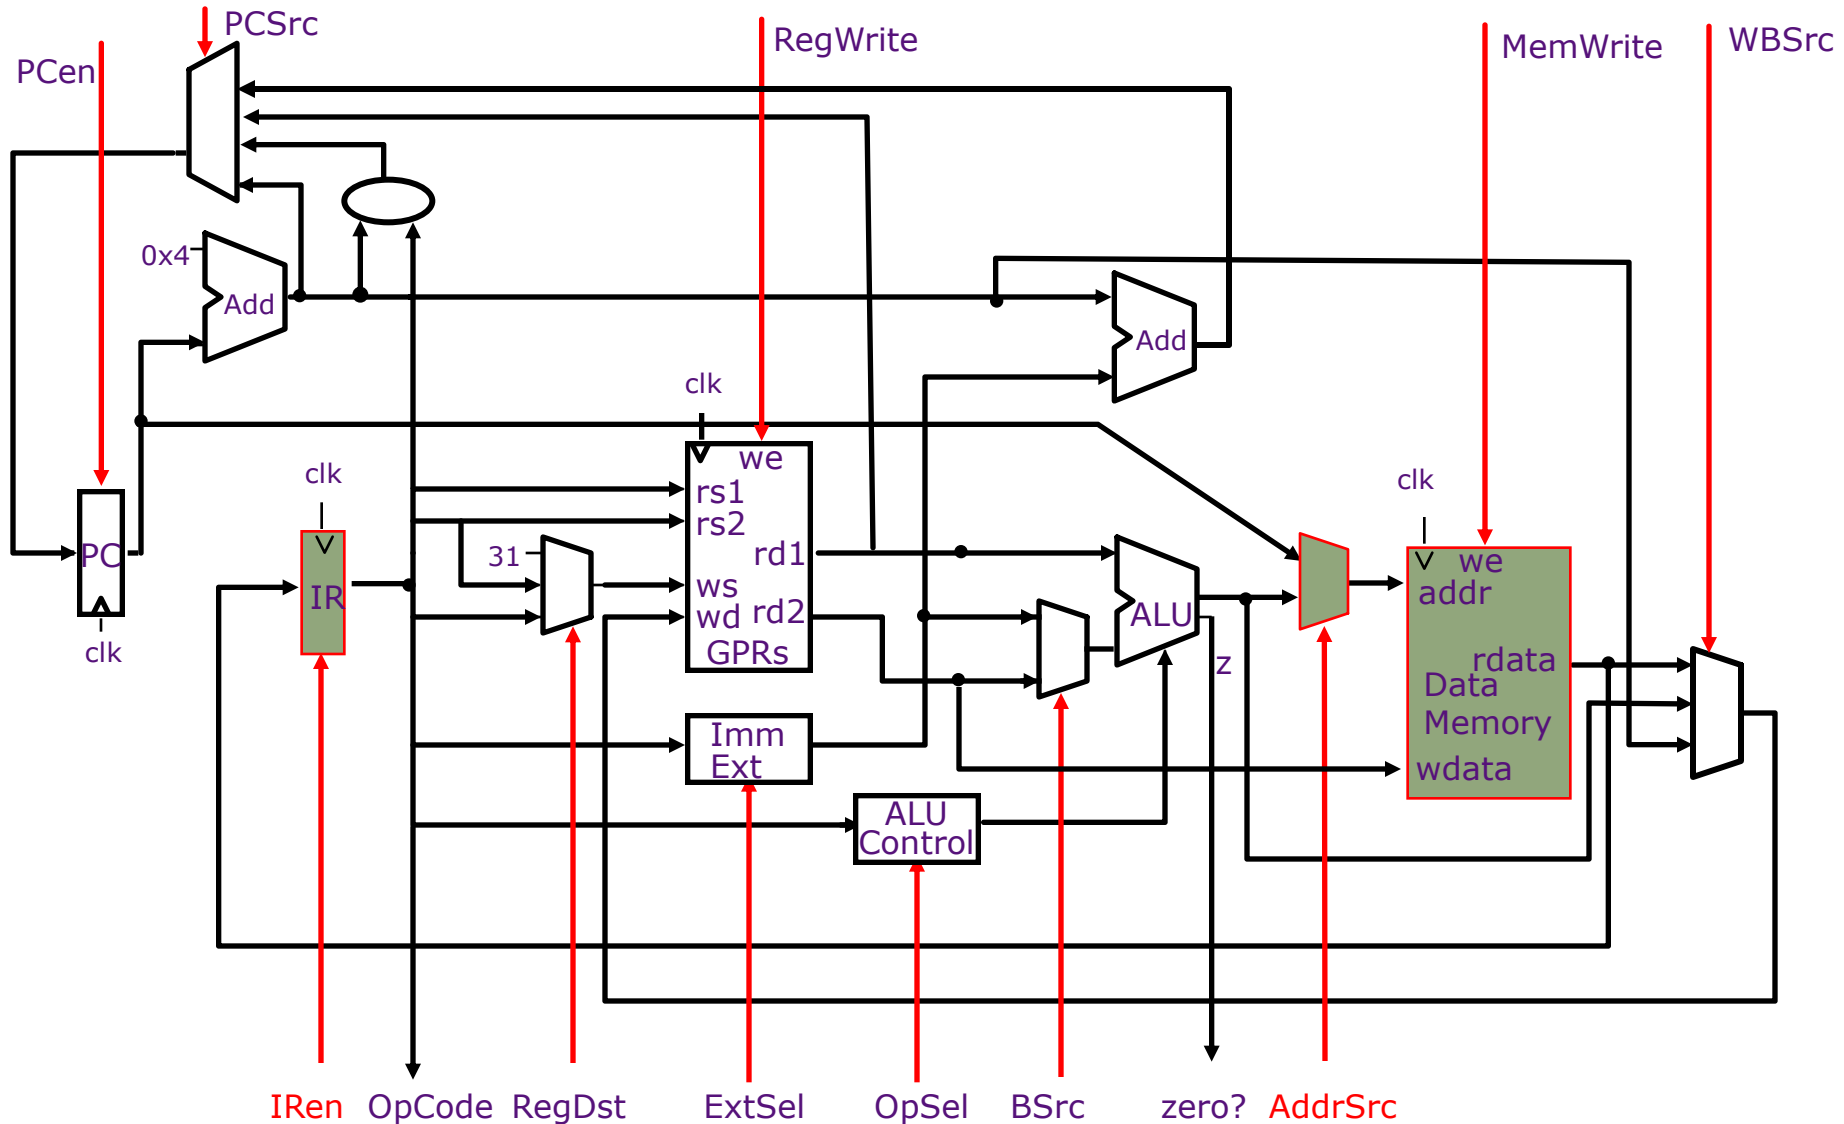 PCSrc
RegWrite
MemWrite
WBSrc
PCen
0x4
Add
Add
clk
we
rs1
rs2
rd1
ws
wd
rd2
GPRs
clk
IR
PC
clk
31
ALU
z
clk
we
addr
rdata
Data
Memory
wdata
Imm
Ext
ALU
Control
IRen
OpCode
RegDst
ExtSel
OpSel
BSrc
zero?
AddrSrc